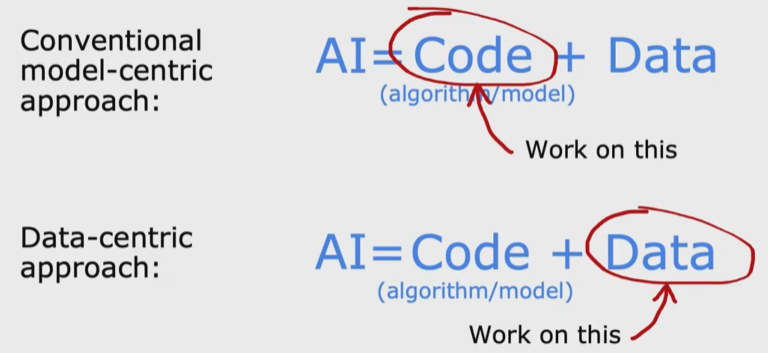 Conventional
model-centric
approach:
AI=Code + Data
(algorithm/model)
Work on this
Data-centric
approach:
AI=Code + Data
(algorithm/model)
Work on this